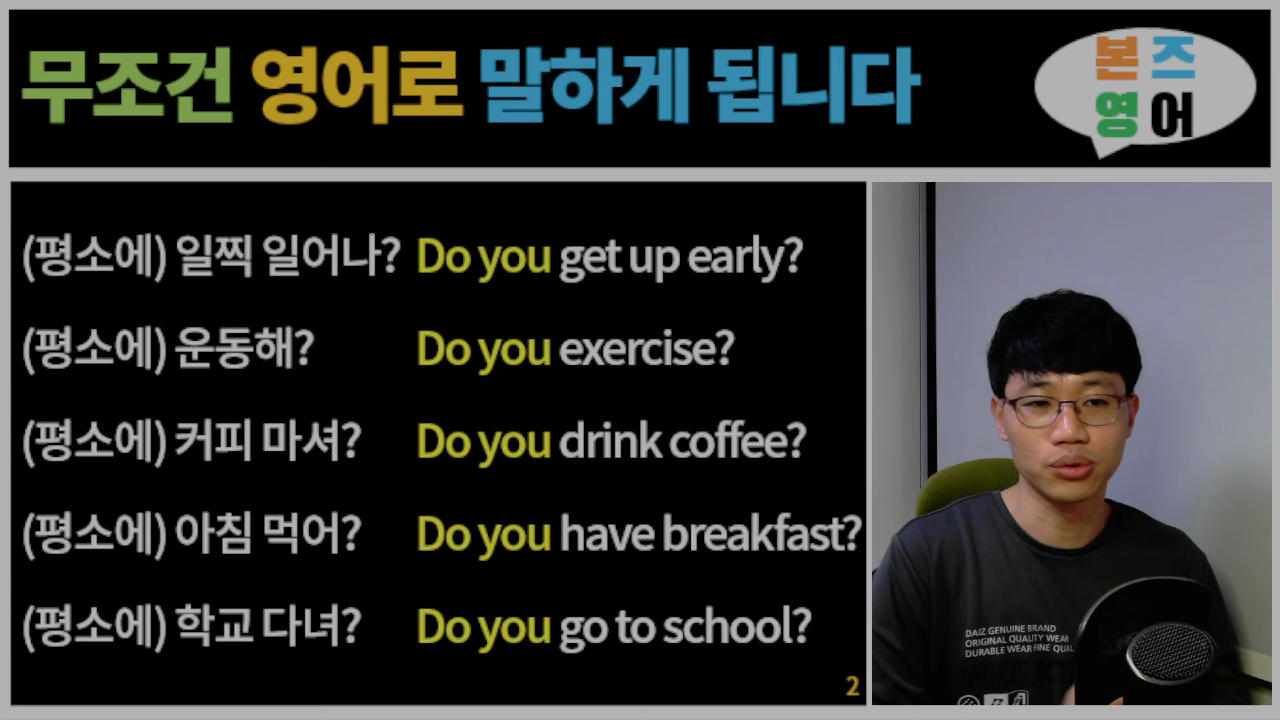 무조건 영어로 말하게 됩니다
본즈
영어
(평소에) 일찍 일어나? Do you get up early?
(평소에) 운동해? Do you exercise?
(평소에) 커피 마셔? Do you drink coffee?
(평소에) 아침 먹어? Do you have breakfast?
(평소에) 학교 다녀? Do you go to school?
2
DAIZ GENUINE BRAND
ORIGINAL QUALITY WEAR
DURABLE WEAR FINE QUAL